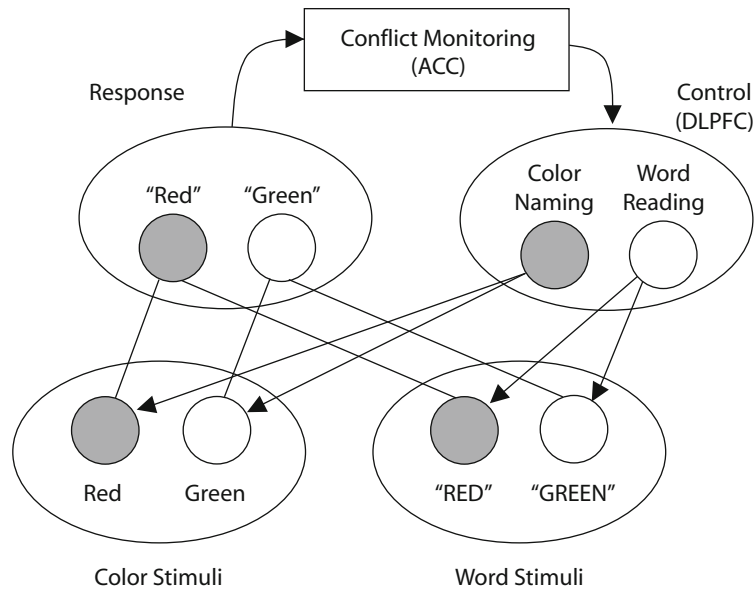 Conflict Monitoring
(ACC)
Response
Control
(DLPFC)
“Red”
“Green”
Color
Naming
Word
Reading
Red
Green
“RED”
“GREEN”
Color Stimuli
Word Stimuli